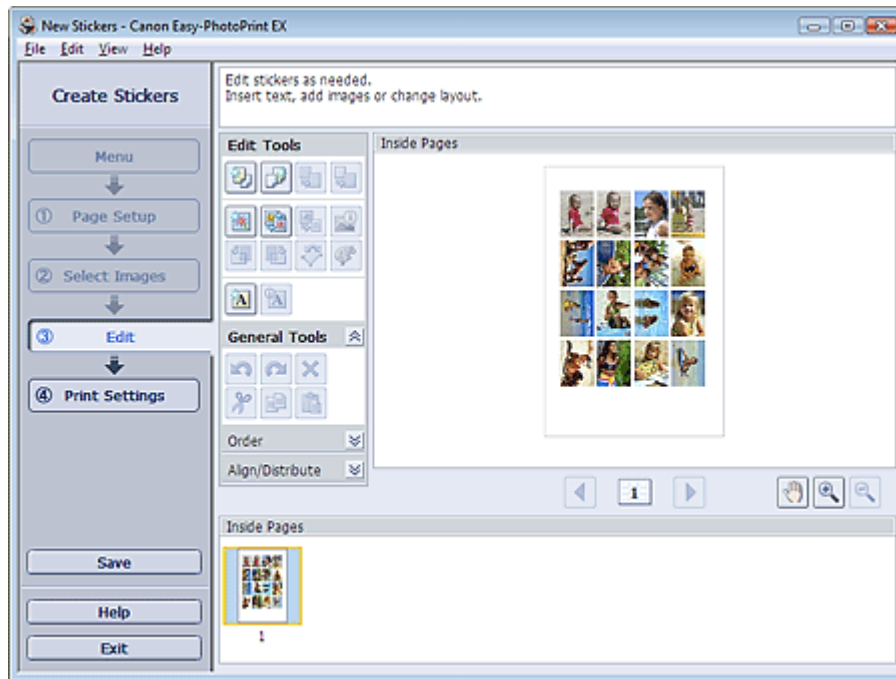 New Stickers - Canon Easy-PhotoPrint EX
File Edit View Help
Create Stickers
Edit stickers as needed.
Insert text, add images or change layout.
Menu
① Page Setup
② Select Images
③ Edit
④ Print Settings
Save
Help
Exit
Edit Tools
A A
General Tools
Order
Align/Distribute
Inside Pages
1
Inside Pages
1